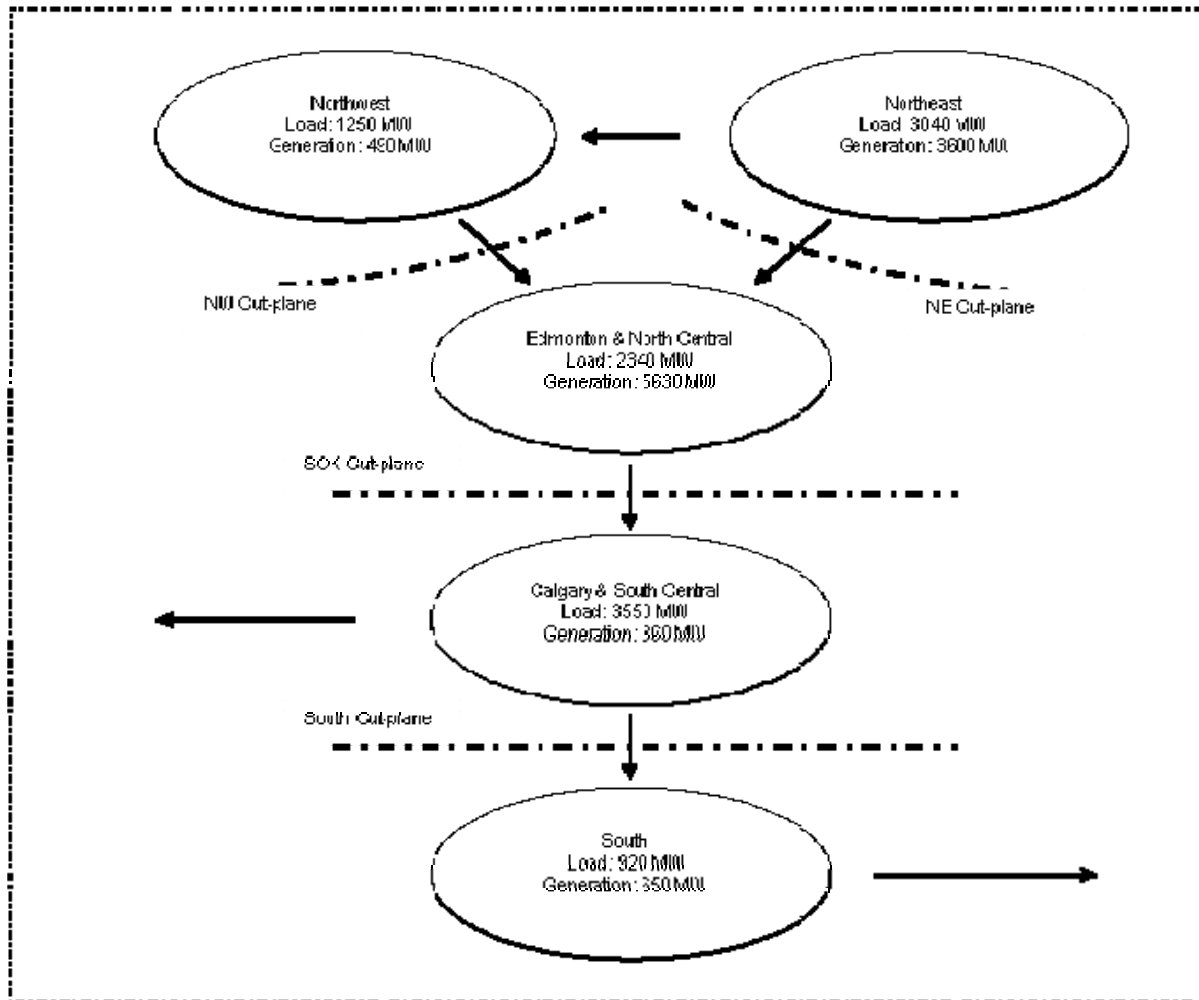 Northwest
Load: 1250 MW
Generation: 490 MW
Northeast
Load: 3040 MW
Generation: 3600 MW
NW Cut-plane
NE Cut-plane
Edmonton & North Central
Load: 2340 MW
Generation: 5630 MW
SOK Cut-plane
Calgary & South Central
Load: 3550 MW
Generation: MW
South Cut-plane
South
Load: 920 MW
Generation: MW